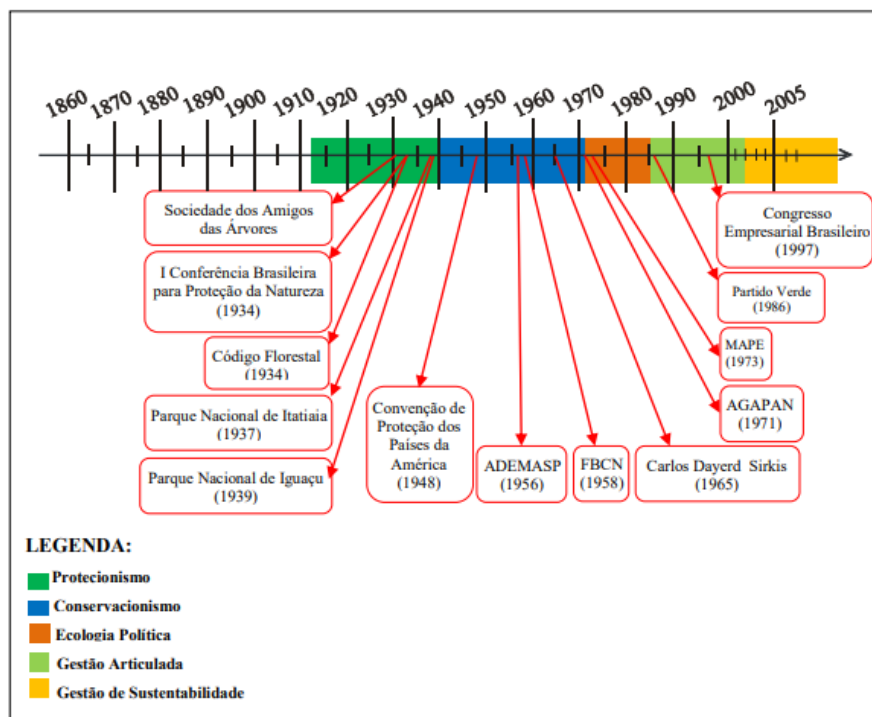 1860 1870 1880 1890 1900 1910 1920 1930 1940 1950 1960 1970 1980 1990 2000 2005
Sociedade dos Amigos
das Árvores
I Conferência Brasileira
para Proteção da Natureza
(1934)
Código Florestal
(1934)
Parque Nacional de Itatiaia
(1937)
Parque Nacional de Iguaçu
(1939)
Convenção de
Proteção dos
Países da
América
(1948)
ADEMASP
(1956)
FBCN
(1958)
Carlos Dayerd Sirkis
(1965)
AGAPAN
(1971)
MAPE
(1973)
Partido Verde
(1986)
Congresso
Empresarial Brasileiro
(1997)
LEGENDA:
Protecionismo
Conservacionismo
Ecologia Política
Gestão Articulada
Gestão de Sustentabilidade